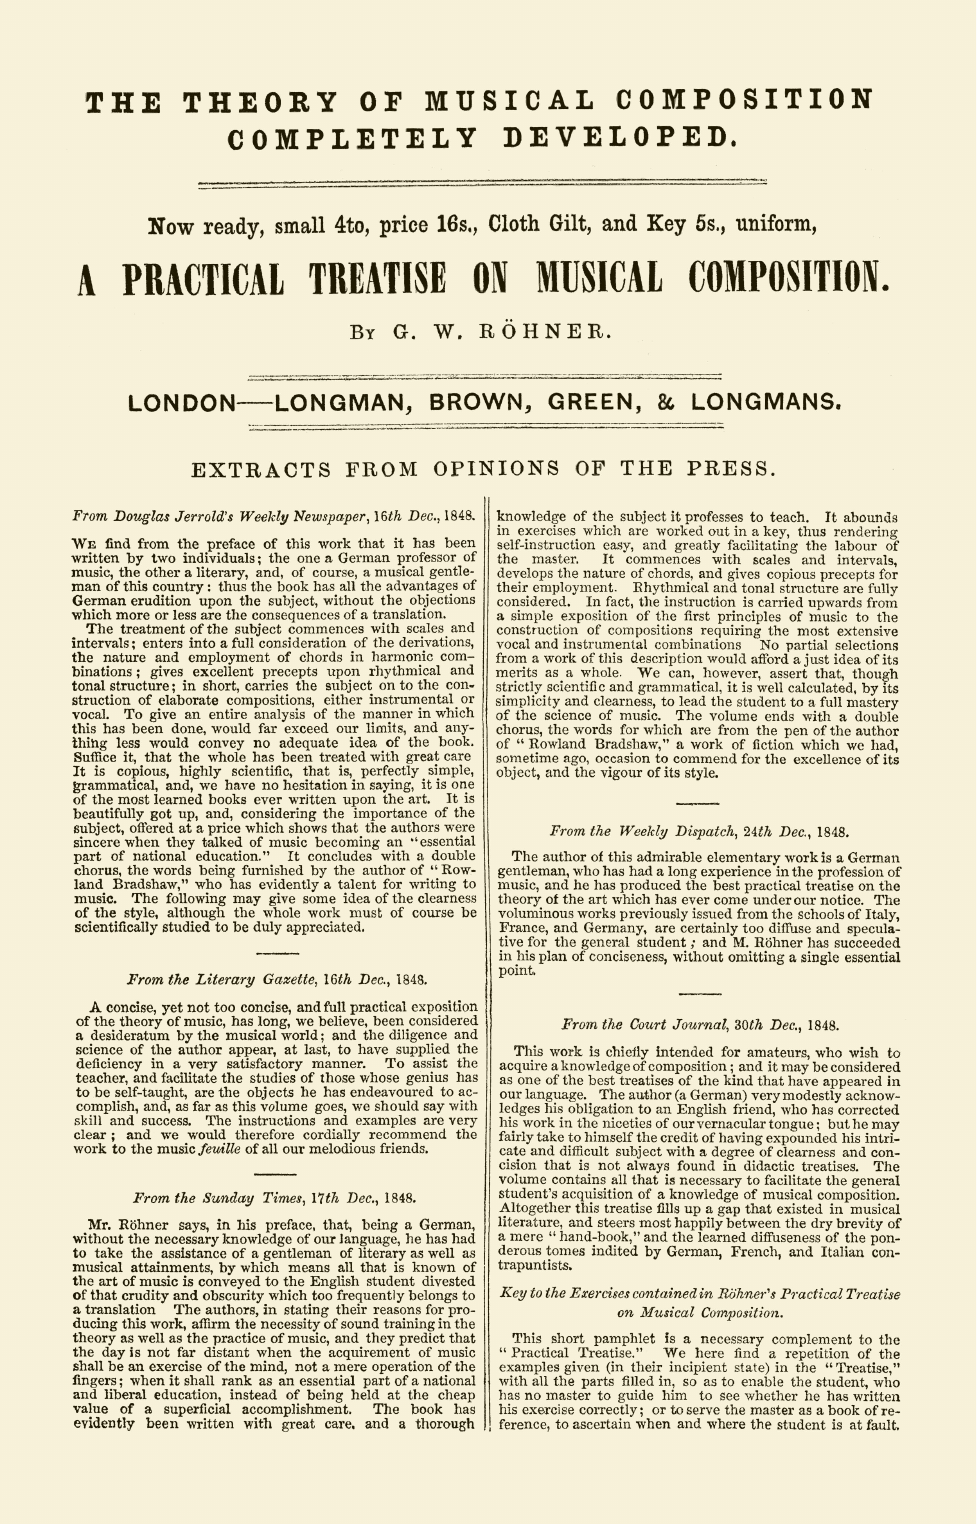 THE THEORY OF MUSICAL COMPOSITION
COMPLETELY DEVELOPED.
Now ready, small 4to, price 16s., Cloth Gilt, and Key 5s., uniform,
A PRACTICAL TREATISE ON MUSICAL COMPOSITION.
By G. W. RÖHNER.
LONDON—LONGMAN, BROWN, GREEN, & LONGMANS.
EXTRACTS FROM OPINIONS OF THE PRESS.
From Douglas Jerrold's Weekly Newspaper, 16th Dec., 1848.
WE find from the preface of this work that it has been
written by two individuals; the one a German professor of
music, the other a literary, and, of course, a musical gentle-
man of this country: thus the book has all the advantages of
German erudition upon the subject, without the objections
which more or less are the consequences of a translation.
The treatment of the subject commences with scales and
intervals; enters into a full consideration of the derivations,
the nature and employment of chords in harmonic com-
binations; gives excellent precepts upon rhythmical and
tonal structure; in short, carries the subject on to the con-
struction of elaborate compositions, either instrumental or
vocal. To give an entire analysis of the manner in which
this has been done, would far exceed our limits, and any-
thing less would convey no adequate idea of the book.
Suffice it, that the whole has been treated with great care
It is copious, highly scientific, that is, perfectly simple,
grammatical, and, we have no hesitation in saying, it is one
of the most learned books ever written upon the art. It is
beautifully got up, and, considering the importance of the
subject, offered at a price which shows that the authors were
sincere when they talked of music becoming an "essential
part of national education." It concludes with a double
chorus, the words being furnished by the author of "Row-
land Bradshaw," who has evidently a talent for writing to
music. The following may give some idea of the clearness
of the style, although the whole work must of course be
scientifically studied to be duly appreciated.
From the Literary Gazette, 16th Dec., 1848.
A concise, yet not too concise, and full practical exposition
of the theory of music, has long, we believe, been considered
a desideratum by the musical world; and the diligence and
science of the author appear, at last, to have supplied the
deficiency in a very satisfactory manner. To assist the
teacher, and facilitate the studies of those whose genius has
to be self-taught, are the objects he has endeavoured to ac-
complish, and, as far as this volume goes, we should say with
skill and success. The instructions and examples are very
clear; and we would therefore cordially recommend the
work to the music feuille of all our melodious friends.
From the Sunday Times, 17th Dec., 1848.
Mr. Röhner says, in his preface, that, being a German,
without the necessary knowledge of our language, he has had
to take the assistance of a gentleman of literary as well as
musical attainments, by which means all that is known of
the art of music is conveyed to the English student divested
of that crudity and obscurity which too frequently belongs to
a translation The authors, in stating their reasons for pro-
ducing this work, affirm the necessity of sound training in the
theory as well as the practice of music, and they predict that
the day is not far distant when the acquirement of music
shall be an exercise of the mind, not a mere operation of the
fingers; when it shall rank as an essential part of a national
and liberal education, instead of being held at the cheap
value of a superficial accomplishment. The book has
evidently been written with great care, and a thorough
knowledge of the subject it professes to teach. It abounds
in exercises which are worked out in a key, thus rendering
self-instruction easy, and greatly facilitating the labour of
the master. It commences with scales and intervals,
develops the nature of chords, and gives copious precepts for
their employment. Rhythmical and tonal structure are fully
considered. In fact, the instruction is carried upwards from
a simple exposition of the first principles of music to the
construction of compositions requiring the most extensive
vocal and instrumental combinations No partial selections
from a work of this description would afford a just idea of its
merits as a whole. We can, however, assert that, though
strictly scientific and grammatical, it is well calculated, by its
simplicity and clearness, to lead the student to a full mastery
of the science of music. The volume ends with a double
chorus, the words for which are from the pen of the author
of "Rowland Bradshaw," a work of fiction which we had,
sometime ago, occasion to commend for the excellence of its
object, and the vigour of its style.
From the Weekly Dispatch, 24th Dec., 1848.
The author of this admirable elementary work is a German
gentleman, who has had a long experience in the profession of
music, and he has produced the best practical treatise on the
theory of the art which has ever come under our notice. The
voluminous works previously issued from the schools of Italy,
France, and Germany, are certainly too diffuse and specula-
tive for the general student; and M. Röhner has succeeded
in his plan of conciseness, without omitting a single essential
point.
From the Court Journal, 30th Dec., 1848.
This work is chiefly intended for amateurs, who wish to
acquire a knowledge of composition; and it may be considered
as one of the best treatises of the kind that have appeared in
our language. The author (a German) very modestly acknow-
ledges his obligation to an English friend, who has corrected
his work in the niceties of our vernacular tongue; but he may
fairly take to himself the credit of having expounded his intri-
cate and difficult subject with a degree of clearness and con-
cision that is not always found in didactic treatises. The
volume contains all that is necessary to facilitate the general
student's acquisition of a knowledge of musical composition.
Altogether this treatise fills up a gap that existed in musical
literature, and steers most happily between the dry brevity of
a mere "hand-book," and the learned diffuseness of the pon-
derous tomes indited by German, French, and Italian con-
trapuntists.
Key to the Exercises contained in Röhner's Practical Treatise
on Musical Composition.
This short pamphlet is a necessary complement to the
"Practical Treatise." We here find a repetition of the
examples given (in their incipient state) in the "Treatise,"
with all the parts filled in, so as to enable the student, who
has no master to guide him to see whether he has written
his exercise correctly; or to serve the master as a book of re-
ference, to ascertain when and where the student is at fault.